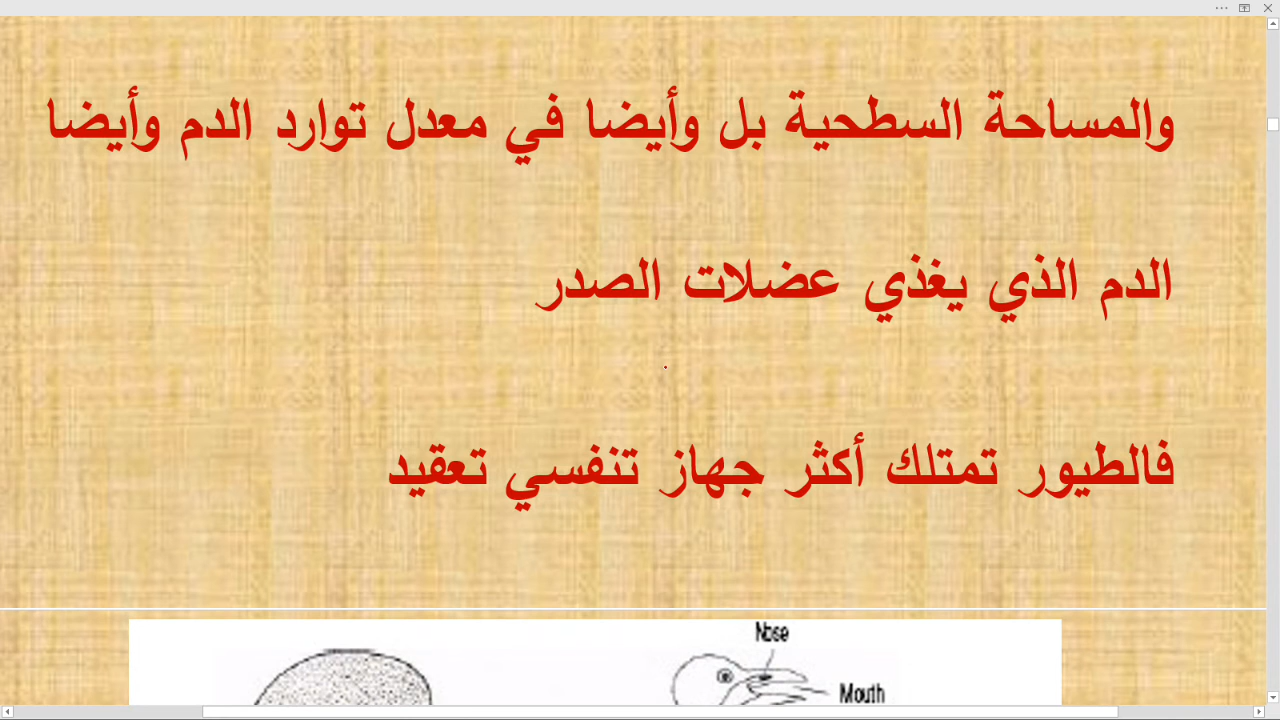 والمساحة السطحية بل وأيضا في معدل توارد الدم وأيضا
الدم الذي يغذي عضلات الصدر
فالطيور تمتلك أكثر جهاز تنفسي تعقيد
Nose
Mouth